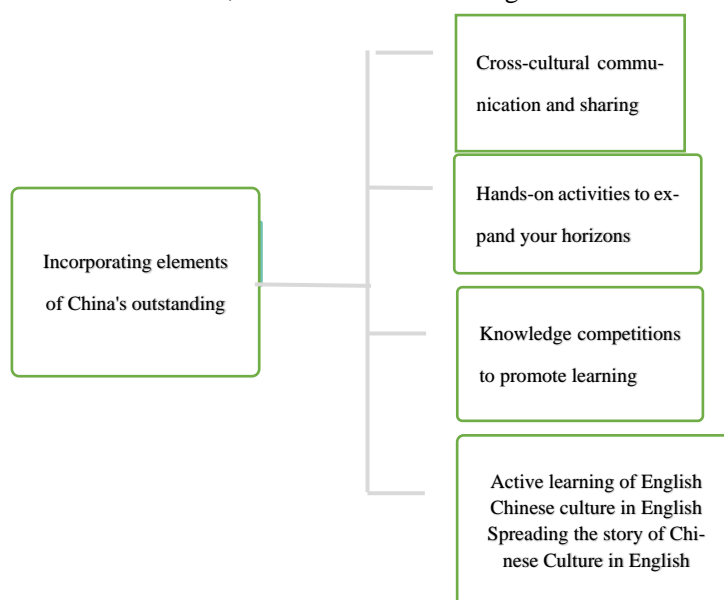 Incorporating elements
of China's outstanding
Cross-cultural commu-
nication and sharing
Hands-on activities to ex-
pand your horizons
Knowledge competitions
to promote learning
Active learning of English
Chinese culture in English
Spreading the story of Chi-
nese Culture in English